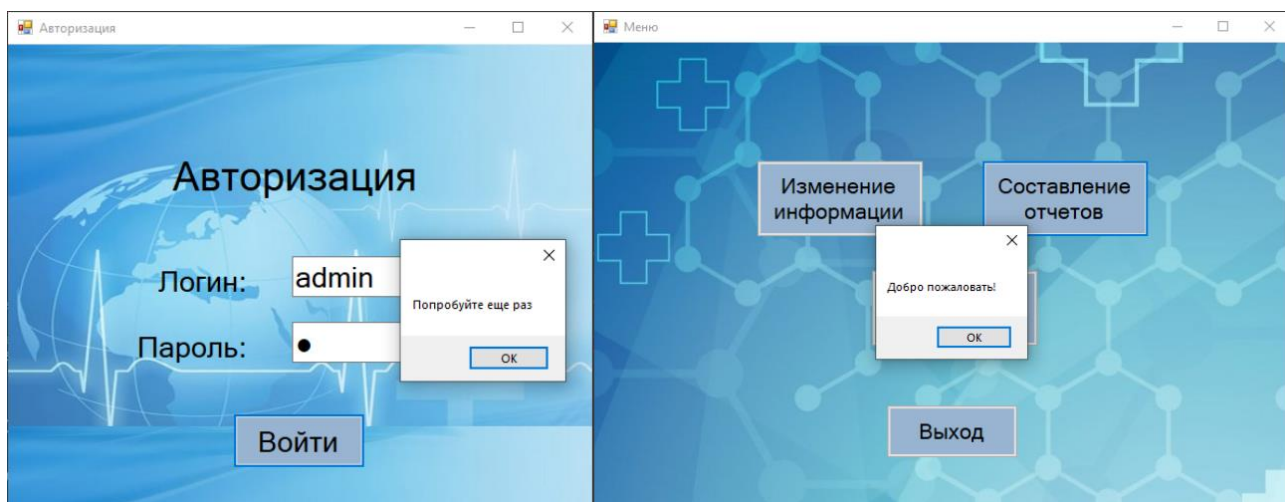 Авторизация
Авторизация
Логин:
admin
Пароль:
Попробуйте еще раз
OK
Войти
Меню
Изменение
информации
Составление
отчетов
Добро пожаловать!
OK
Выход